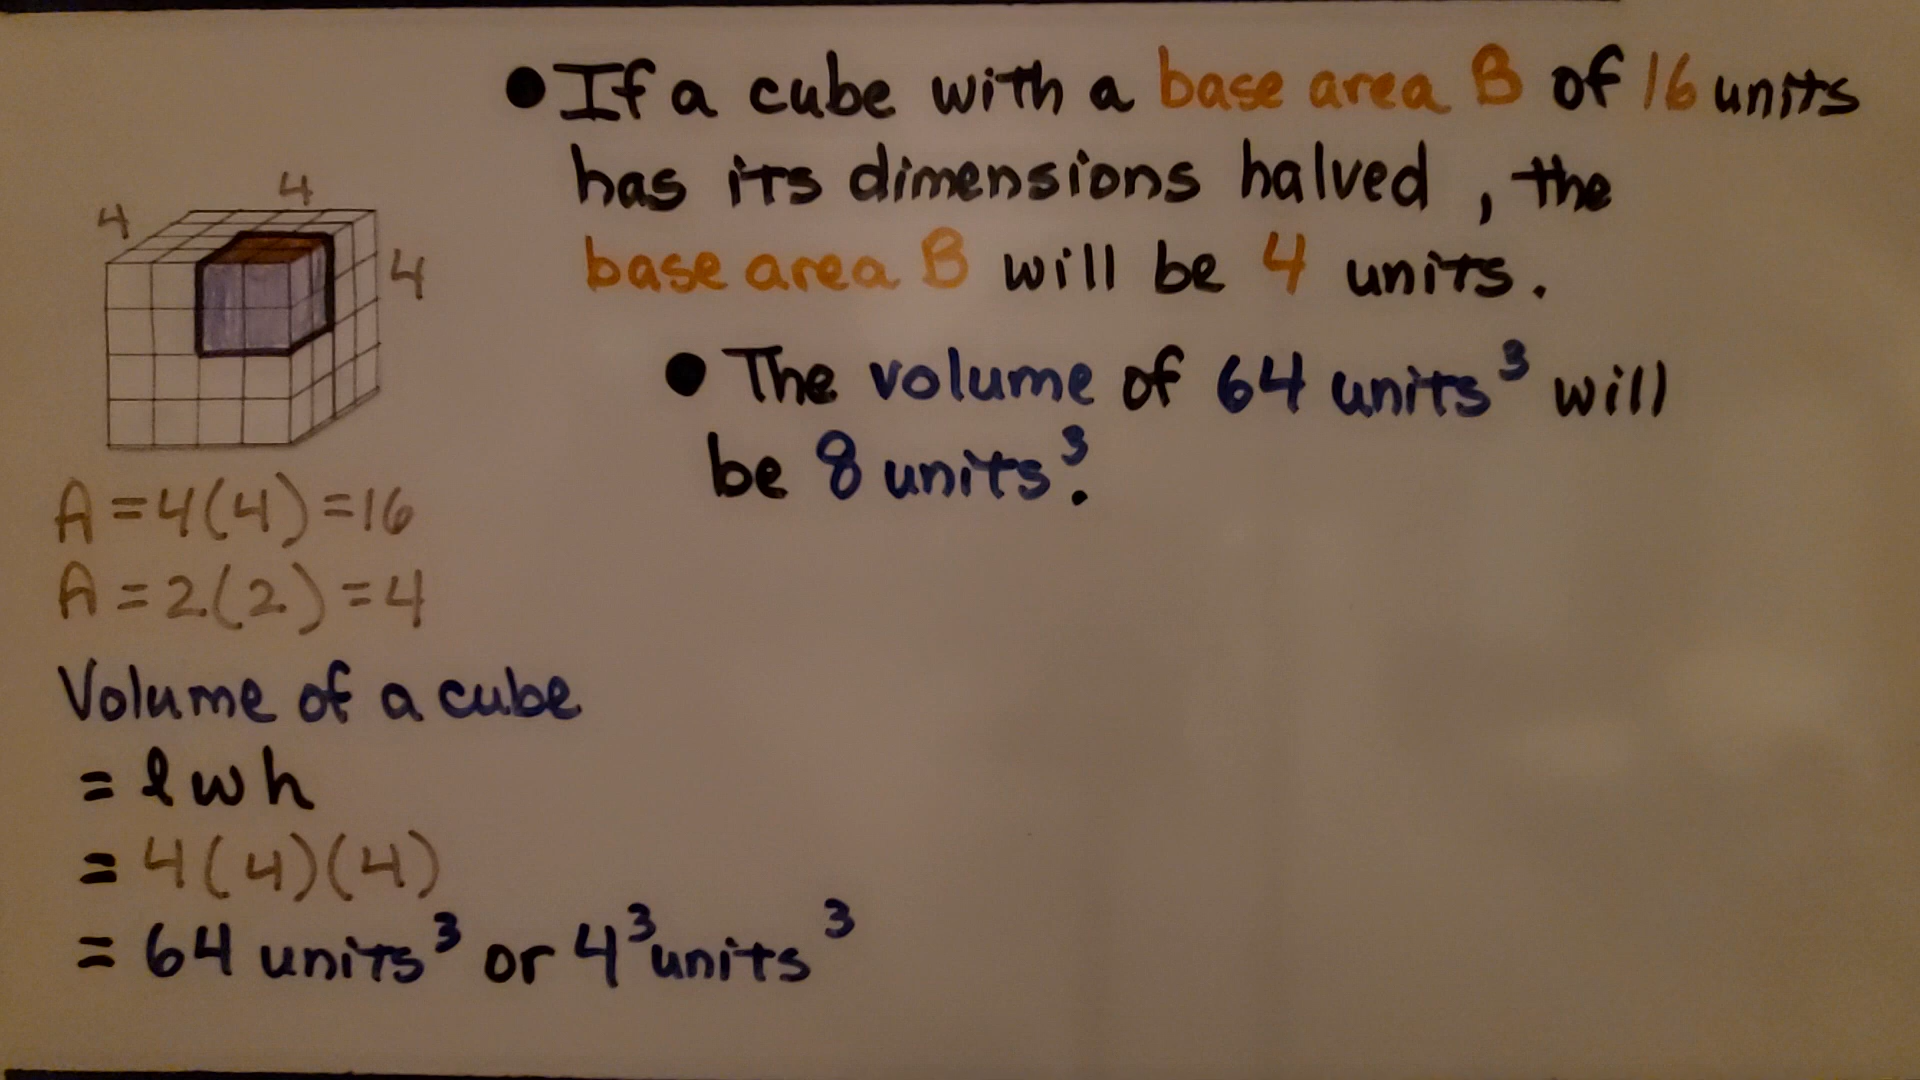 • If a cube with a base area B of 16 units
has its dimensions halved, the
base area B will be 4 units.
• The volume of 64 units³ will
be 8 units³.
4
4
4
A = 4(4) = 16
A = 2(2) = 4
Volume of a cube
= lwh
= 4(4)(4)
= 64 units³ or 4³ units³